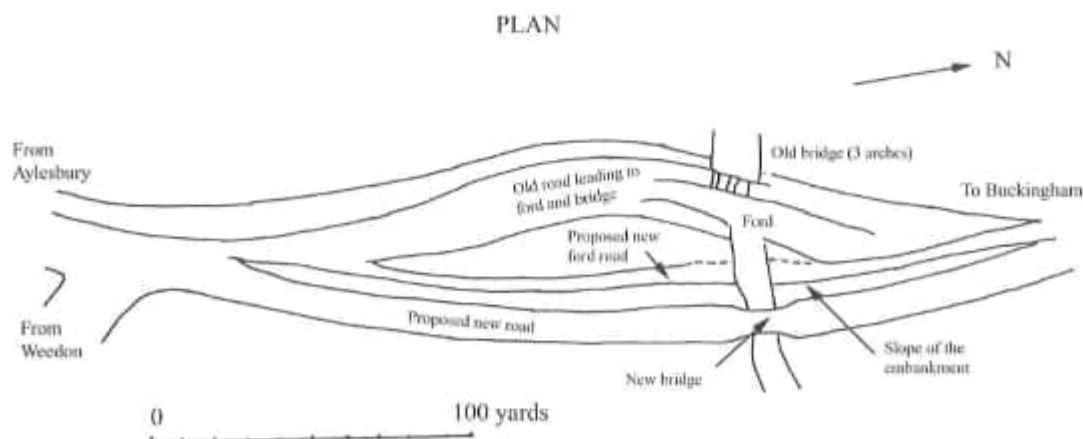 PLAN
N
From
Aylesbury
Old bridge (3 arches)
Old road leading to
ford and bridge
To Buckingham
Ford
Proposed new
ford road
From
Weedon
Proposed new road
Slope of the
embankment
New bridge
0
100 yards